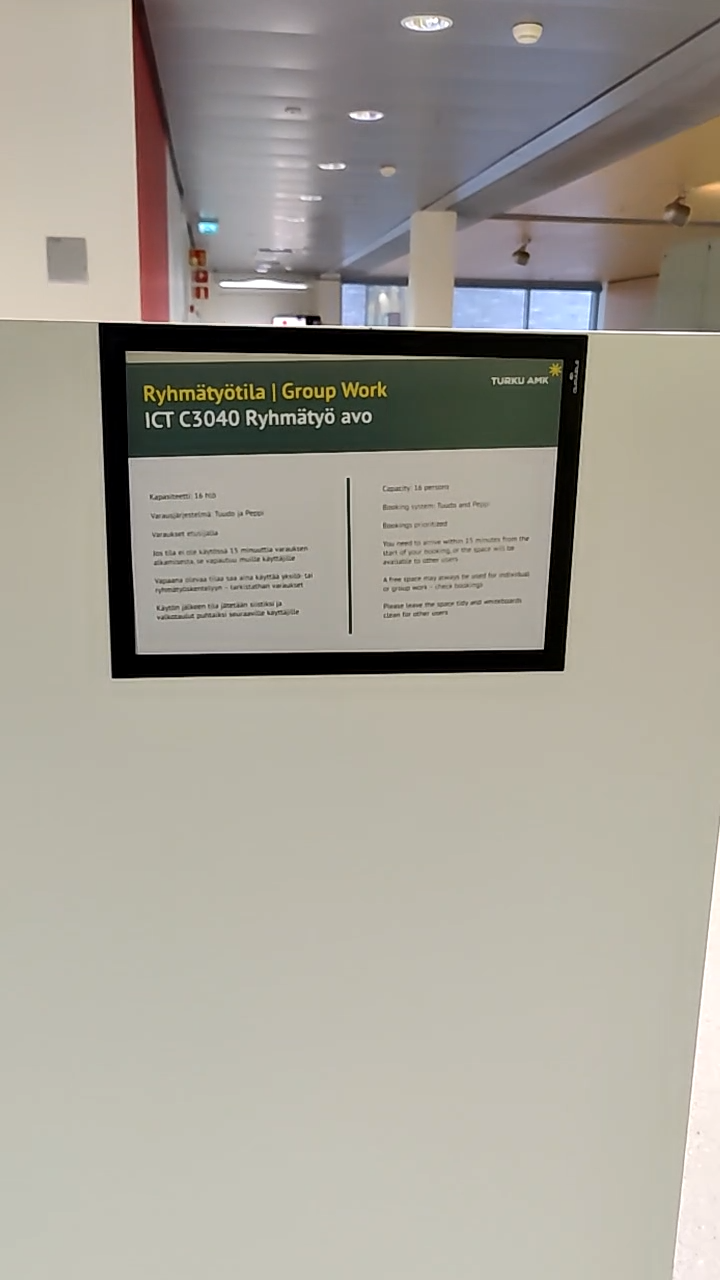 Ryhmätyötila | Group Work
ICT C3040 Ryhmätyö avo
TURKU AMK
Kapasiteetti: 16 hlö
Varausjärjestelmä: Tuudo ja Peppi
Varaukset etusijalla
Jos tila ei ole käytössä 15 minuuttia varauksen
alkamisesta, se vapautuu muille käyttäjille
Vapaana olevaa tilaa saa aina käyttää yksilö- tai
ryhmätyöskentelyyn – tarkistathan varaukset
Käytön jälkeen tila jätetään siistiksi ja
valkotaulut puhtaiksi seuraaville käyttäjille
Capacity: 16 persons
Booking system: Tuudo and Peppi
Bookings prioritized
You need to arrive within 15 minutes from the
start of your booking, or the space will be
available to other users
A free space may always be used for individual
or group work – check bookings
Please leave the space tidy and whiteboards
clean for other users